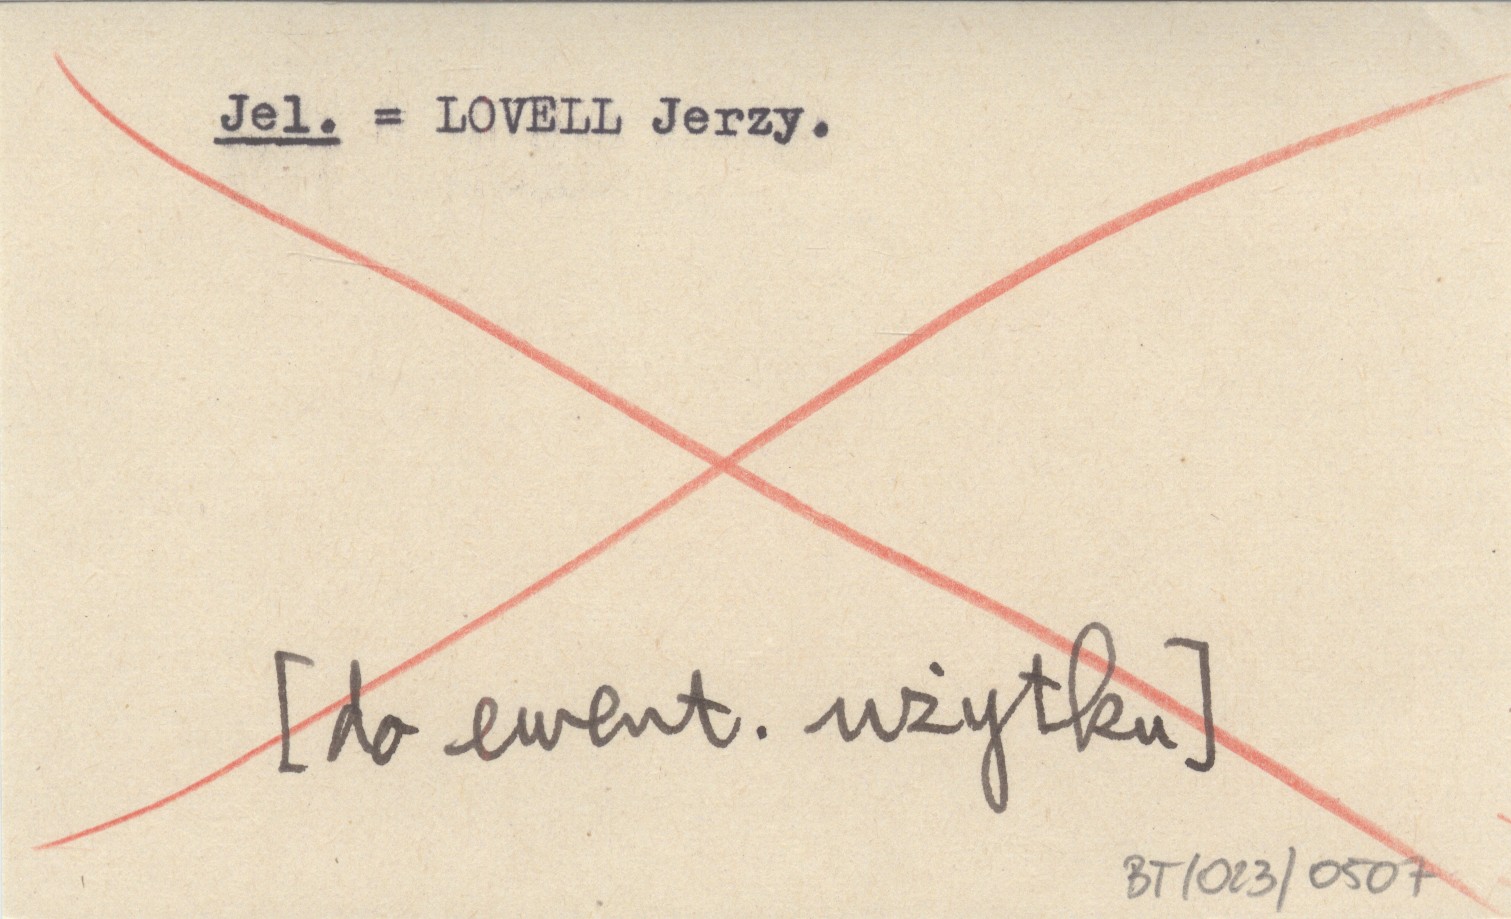 Jel. = LOVELL Jerzy.
[do ewent. użytku]
BT/023/0507